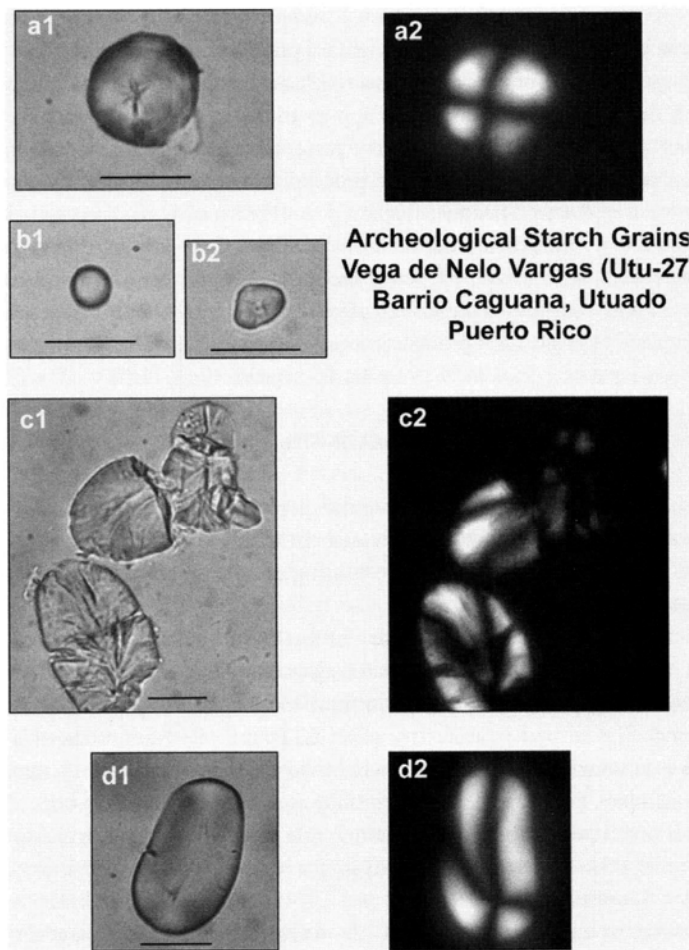 a1
a2
b1
b2
Archeological Starch Grains
Vega de Nelo Vargas (Utu-27
Barrio Caguana, Utuado
Puerto Rico
c1
c2
d1
d2